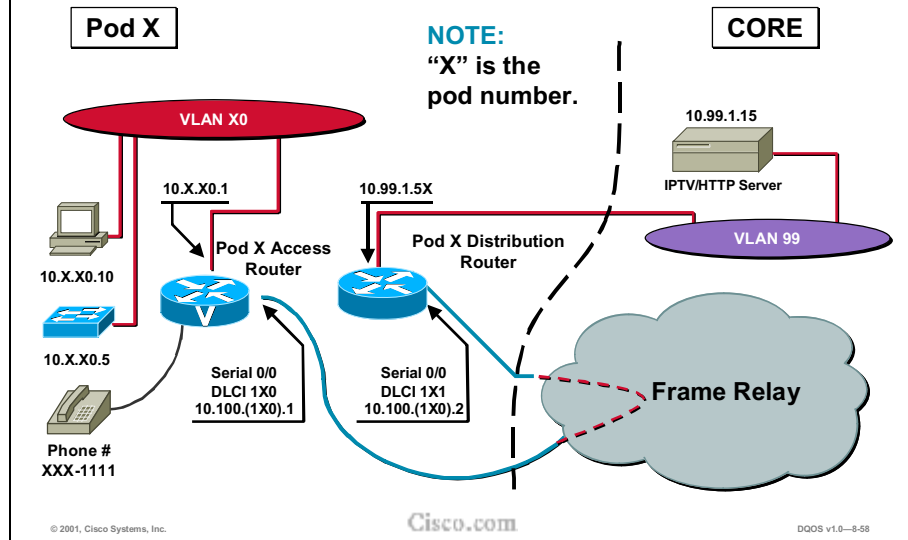 Pod X
NOTE:
“X” is the
pod number.
CORE
VLAN X0
10.99.1.15
IPTV/HTTP Server
10.X.X0.1
10.99.1.5X
VLAN 99
Pod X Access
Router
Pod X Distribution
Router
10.X.X0.10
V
10.X.X0.5
Serial 0/0
DLCI 1X0
10.100.(1X0).1
Serial 0/0
DLCI 1X1
10.100.(1X0).2
Frame Relay
Phone #
XXX-1111
© 2001, Cisco Systems, Inc.
Cisco.com
DQOS v1.0—8-58